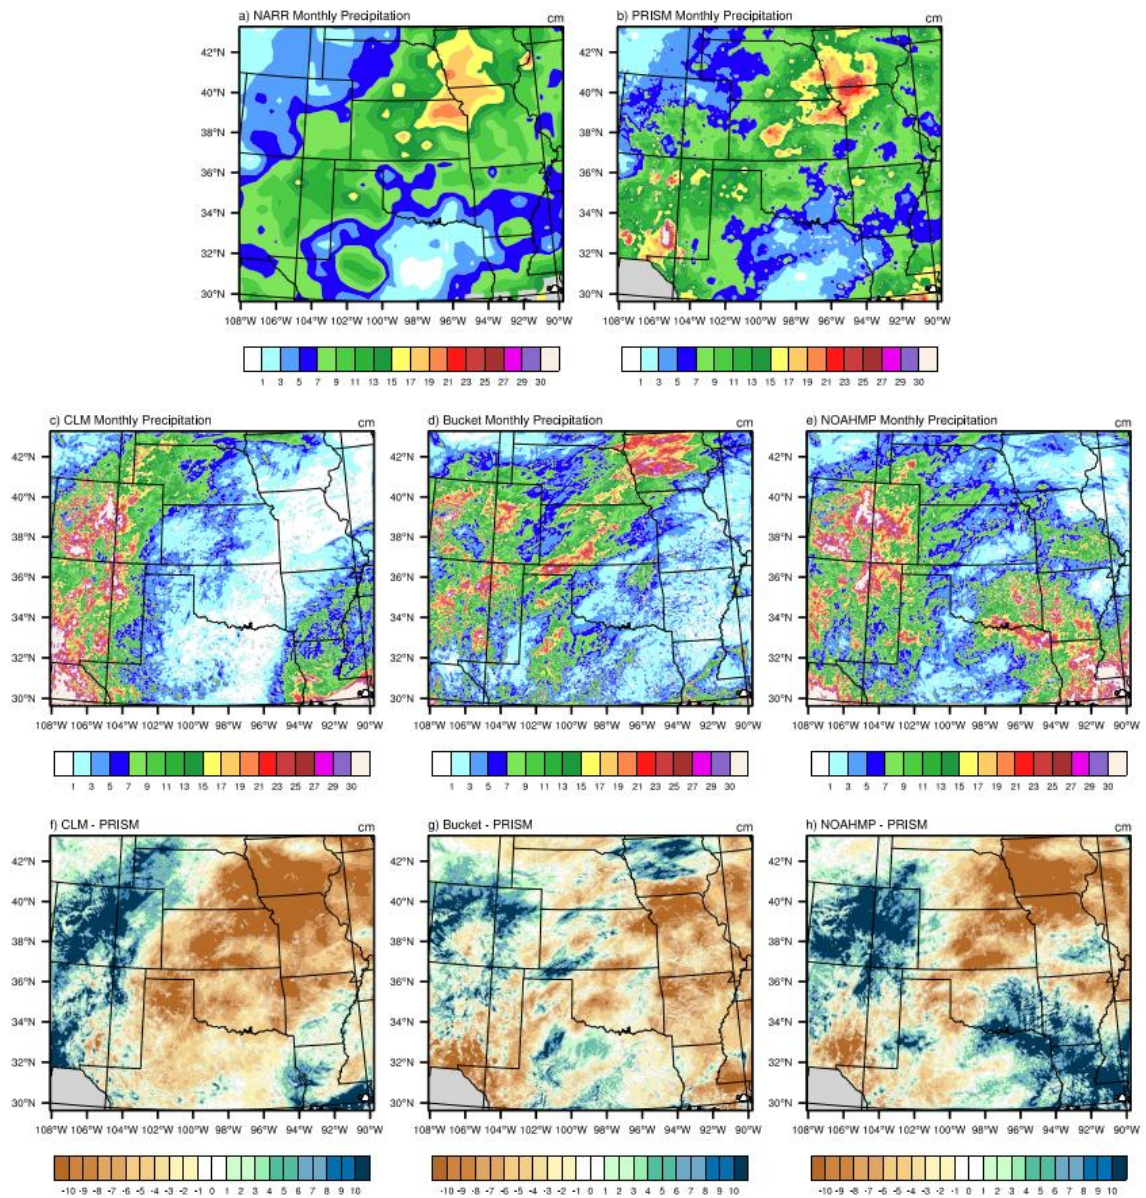 a) NARR Monthly Precipitation cm b) PRISM Monthly Precipitation cm
42°N 42°N
40°N 40°N
38°N 38°N
36°N 36°N
34°N 34°N
32°N 32°N
30°N 30°N
108°W 106°W 104°W 102°W 100°W 98°W 96°W 94°W 92°W 90°W 108°W 106°W 104°W 102°W 100°W 98°W 96°W 94°W 92°W 90°W
1 3 5 7 9 11 13 15 17 19 21 23 25 27 29 30 1 3 5 7 9 11 13 15 17 19 21 23 25 27 29 30
c) CLM Monthly Precipitation cm d) Bucket Monthly Precipitation cm e) NOAHMP Monthly Precipitation cm
42°N 42°N 42°N
40°N 40°N 40°N
38°N 38°N 38°N
36°N 36°N 36°N
34°N 34°N 34°N
32°N 32°N 32°N
30°N 30°N 30°N
108°W 106°W 104°W 102°W 100°W 98°W 96°W 94°W 92°W 90°W 108°W 106°W 104°W 102°W 100°W 98°W 96°W 94°W 92°W 90°W 108°W 106°W 104°W 102°W 100°W 98°W 96°W 94°W 92°W 90°W
1 3 5 7 9 11 13 15 17 19 21 23 25 27 29 30 1 3 5 7 9 11 13 15 17 19 21 23 25 27 29 30 1 3 5 7 9 11 13 15 17 19 21 23 25 27 29 30
f) CLM - PRISM cm g) Bucket - PRISM cm h) NOAHMP - PRISM cm
42°N 42°N 42°N
40°N 40°N 40°N
38°N 38°N 38°N
36°N 36°N 36°N
34°N 34°N 34°N
32°N 32°N 32°N
30°N 30°N 30°N
108°W 106°W 104°W 102°W 100°W 98°W 96°W 94°W 92°W 90°W 108°W 106°W 104°W 102°W 100°W 98°W 96°W 94°W 92°W 90°W 108°W 106°W 104°W 102°W 100°W 98°W 96°W 94°W 92°W 90°W
-10 -9 -8 -7 -6 -5 -4 -3 -2 -1 0 1 2 3 4 5 6 7 8 9 10 -10 -9 -8 -7 -6 -5 -4 -3 -2 -1 0 1 2 3 4 5 6 7 8 9 10 -10 -9 -8 -7 -6 -5 -4 -3 -2 -1 0 1 2 3 4 5 6 7 8 9 10